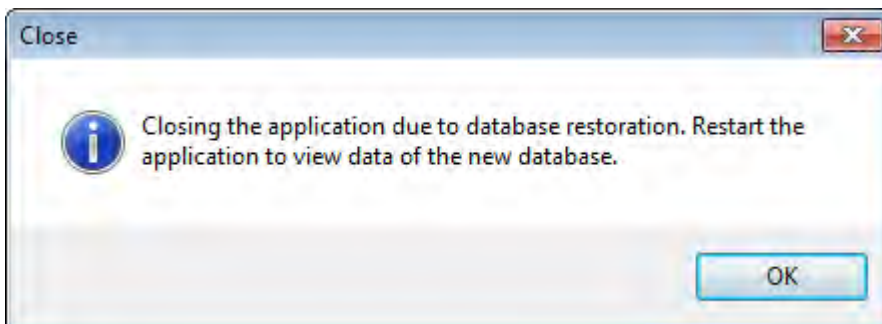 Close
Closing the application due to database restoration. Restart the
application to view data of the new database.
OK